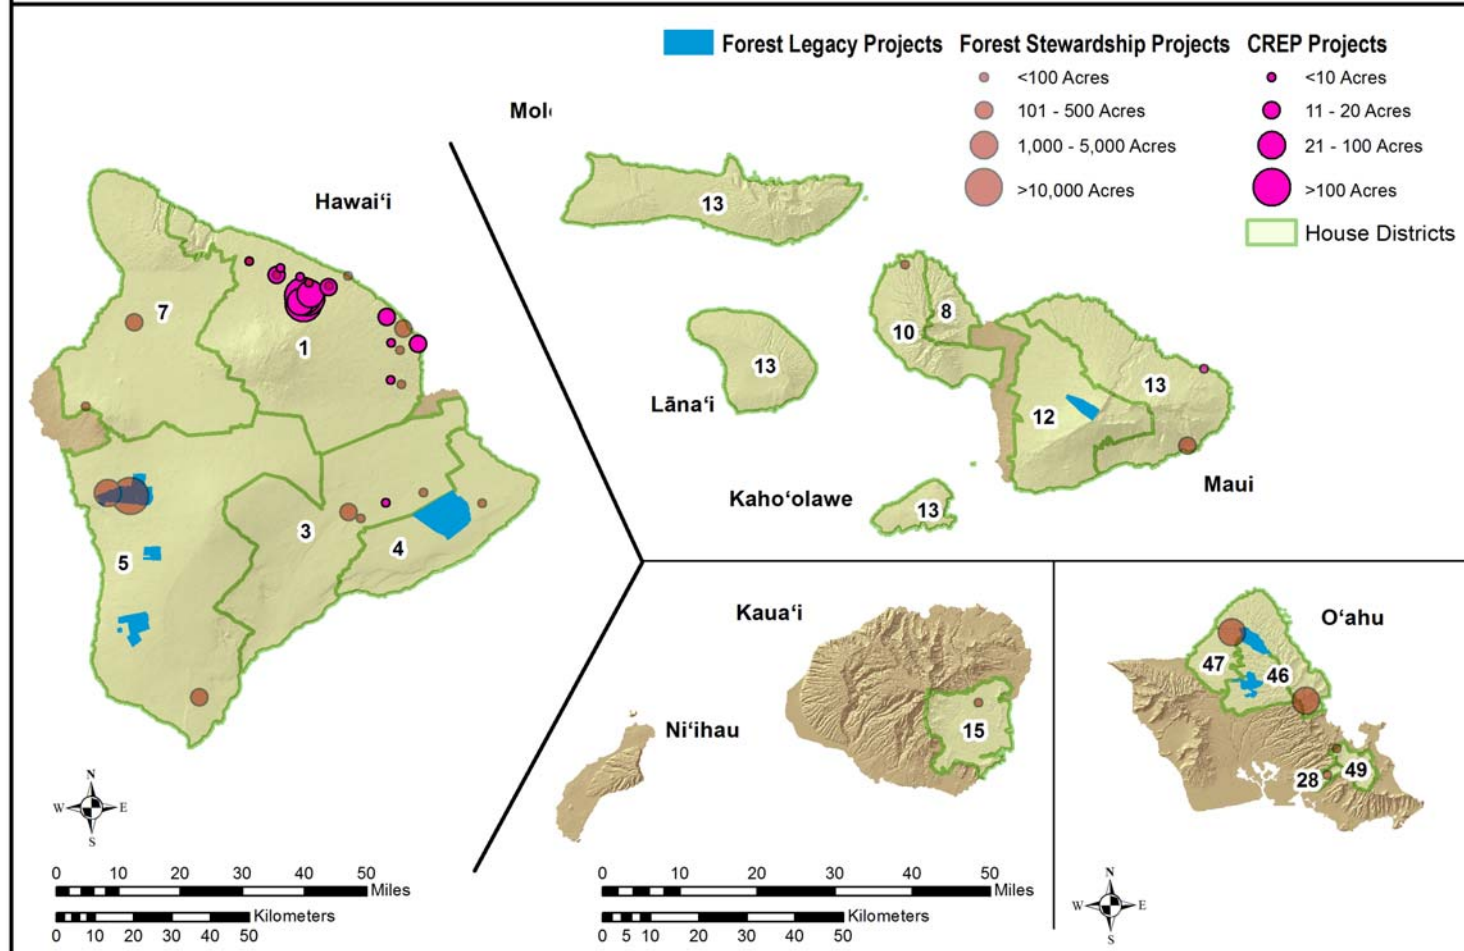 Forest Legacy Projects
Forest Stewardship Projects
<100 Acres
101 - 500 Acres
1,000 - 5,000 Acres
>10,000 Acres
CREP Projects
<10 Acres
11 - 20 Acres
21 - 100 Acres
>100 Acres
House Districts
Hawai‘i
7
1
5
3
4
Mol
13
Lāna‘i
13
10
8
12
13
Maui
Kaho‘olawe
13
Kaua‘i
15
Ni‘ihau
O‘ahu
47
46
28
49
N
W E
S
0 10 20 30 40 50
Miles
Kilometers
0 10 20 30 40 50
0 10 20 30 40 50
Miles
Kilometers
0 5 10 20 30 40 50
N
W E
S